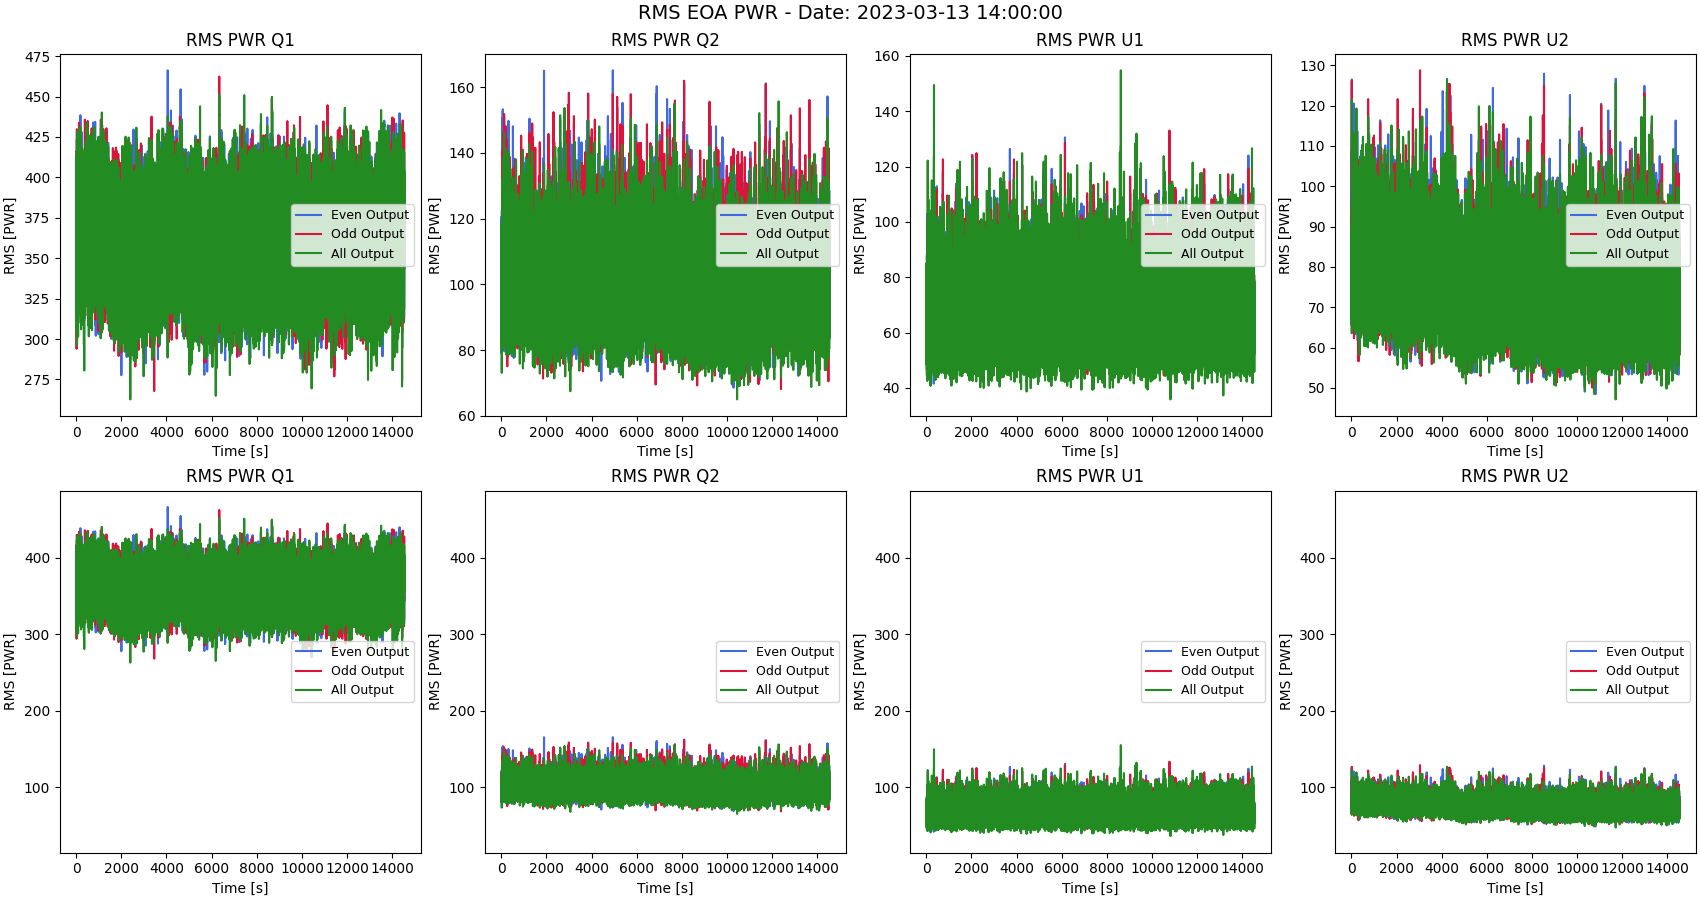 RMS EOA PWR - Date: 2023-03-13 14:00:00
RMS PWR Q1
RMS [PWR]
475
450
425
400
375
350
325
300
275
Even Output
Odd Output
All Output
0 2000 4000 6000 8000 10000 12000 14000
Time [s]
RMS PWR Q2
RMS [PWR]
160
140
120
100
80
60
Even Output
Odd Output
All Output
0 2000 4000 6000 8000 10000 12000 14000
Time [s]
RMS PWR U1
RMS [PWR]
160
140
120
100
80
60
40
Even Output
Odd Output
All Output
0 2000 4000 6000 8000 10000 12000 14000
Time [s]
RMS PWR U2
RMS [PWR]
130
120
110
100
90
80
70
60
50
Even Output
Odd Output
All Output
0 2000 4000 6000 8000 10000 12000 14000
Time [s]
RMS PWR Q1
RMS [PWR]
400
300
200
100
Even Output
Odd Output
All Output
0 2000 4000 6000 8000 10000 12000 14000
Time [s]
RMS PWR Q2
RMS [PWR]
400
300
200
100
Even Output
Odd Output
All Output
0 2000 4000 6000 8000 10000 12000 14000
Time [s]
RMS PWR U1
RMS [PWR]
400
300
200
100
Even Output
Odd Output
All Output
0 2000 4000 6000 8000 10000 12000 14000
Time [s]
RMS PWR U2
RMS [PWR]
400
300
200
100
Even Output
Odd Output
All Output
0 2000 4000 6000 8000 10000 12000 14000
Time [s]